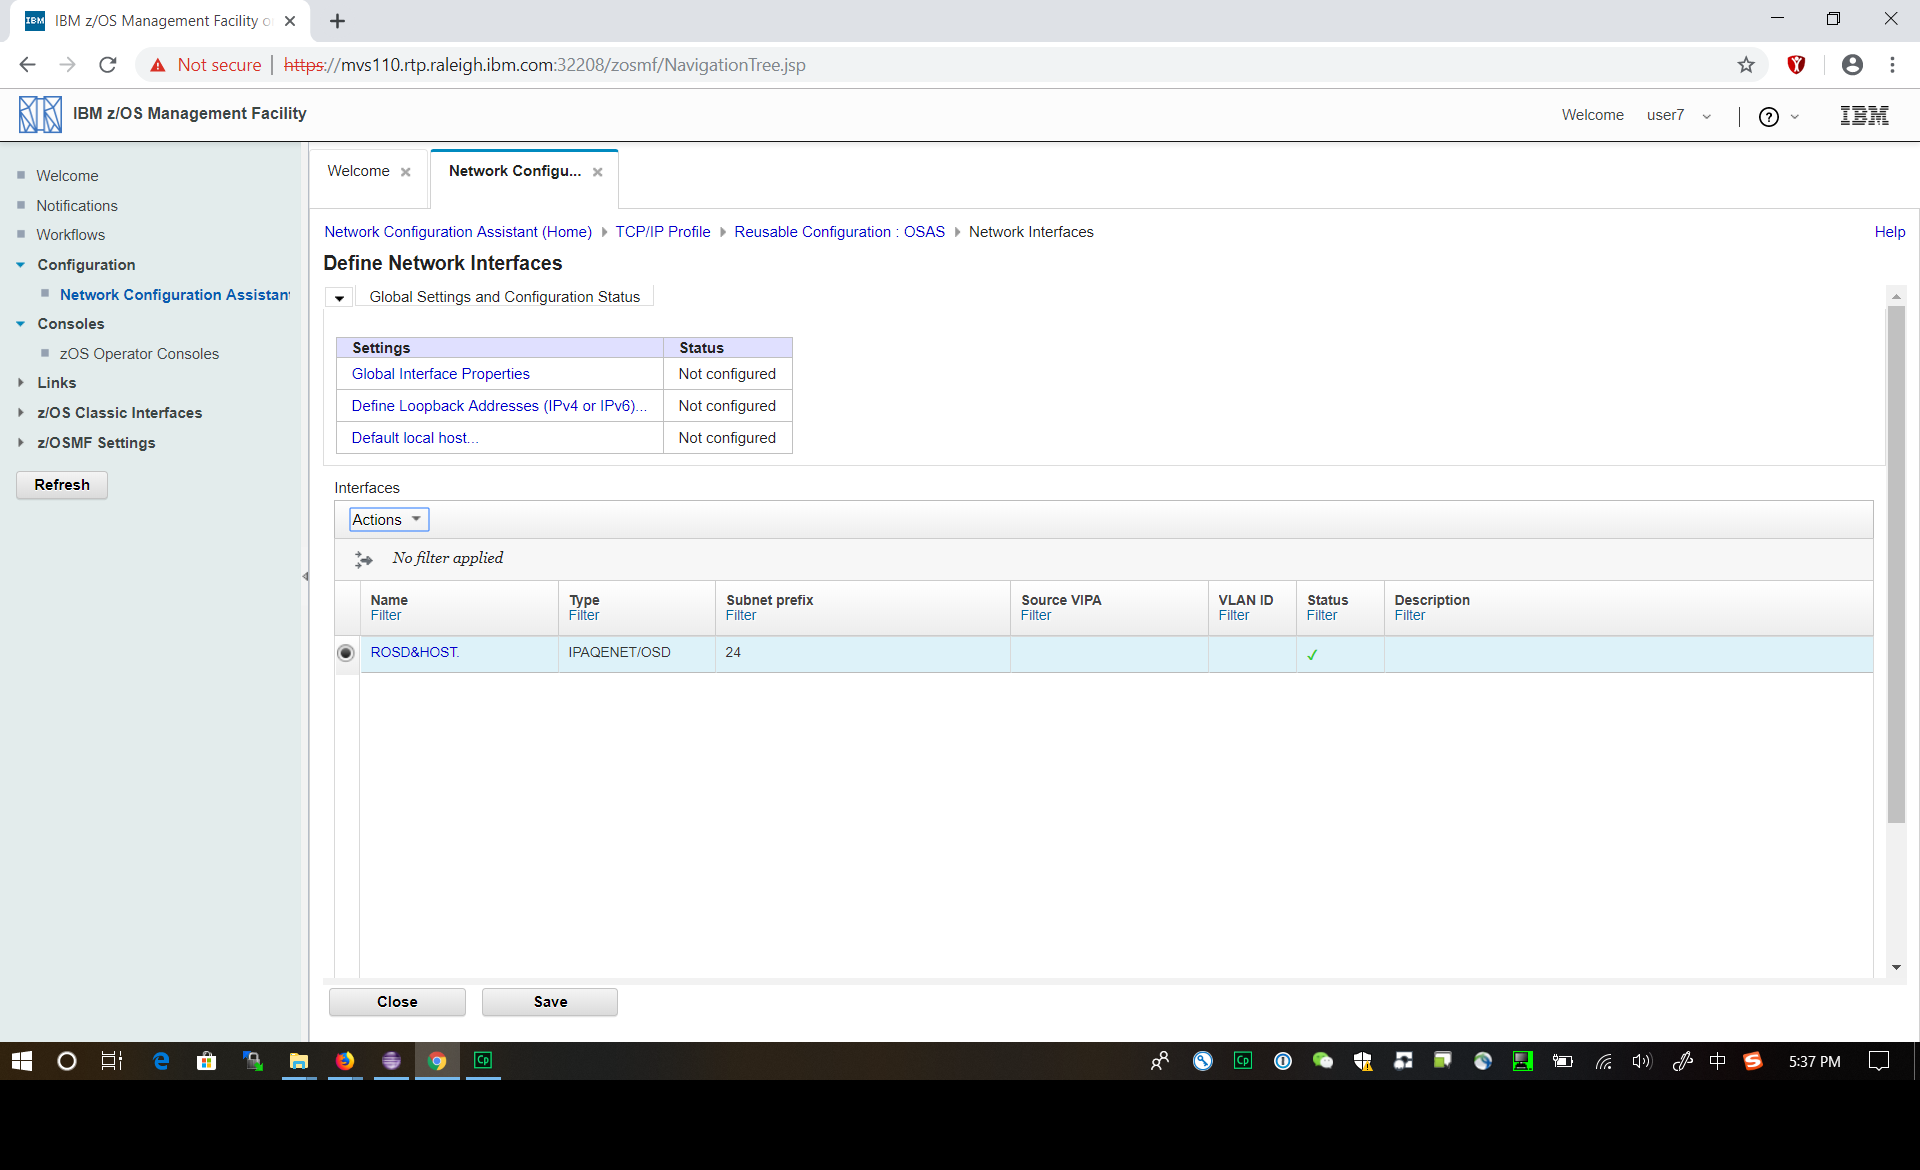 IBM IBM z/OS Management Facility o
Not secure https://mvs110.rtp.raleigh.ibm.com:32208/zosmf/NavigationTree.jsp
IBM z/OS Management Facility
Welcome user7
IBM
Welcome
Notifications
Workflows
Configuration
Network Configuration Assistant
Consoles
zOS Operator Consoles
Links
z/OS Classic Interfaces
z/OSMF Settings
Refresh
Welcome
Network Configu...
Network Configuration Assistant (Home) TCP/IP Profile Reusable Configuration : OSAS Network Interfaces
Help
Define Network Interfaces
Global Settings and Configuration Status
Settings Status
Global Interface Properties Not configured
Define Loopback Addresses (IPv4 or IPv6)... Not configured
Default local host... Not configured
Interfaces
Actions
No filter applied
Name Type Subnet prefix Source VIPA VLAN ID Status Description
Filter Filter Filter Filter Filter Filter Filter
ROSD&HOST. IPAQENET/OSD 24
Close Save
Cp
Cp
中
5:37 PM